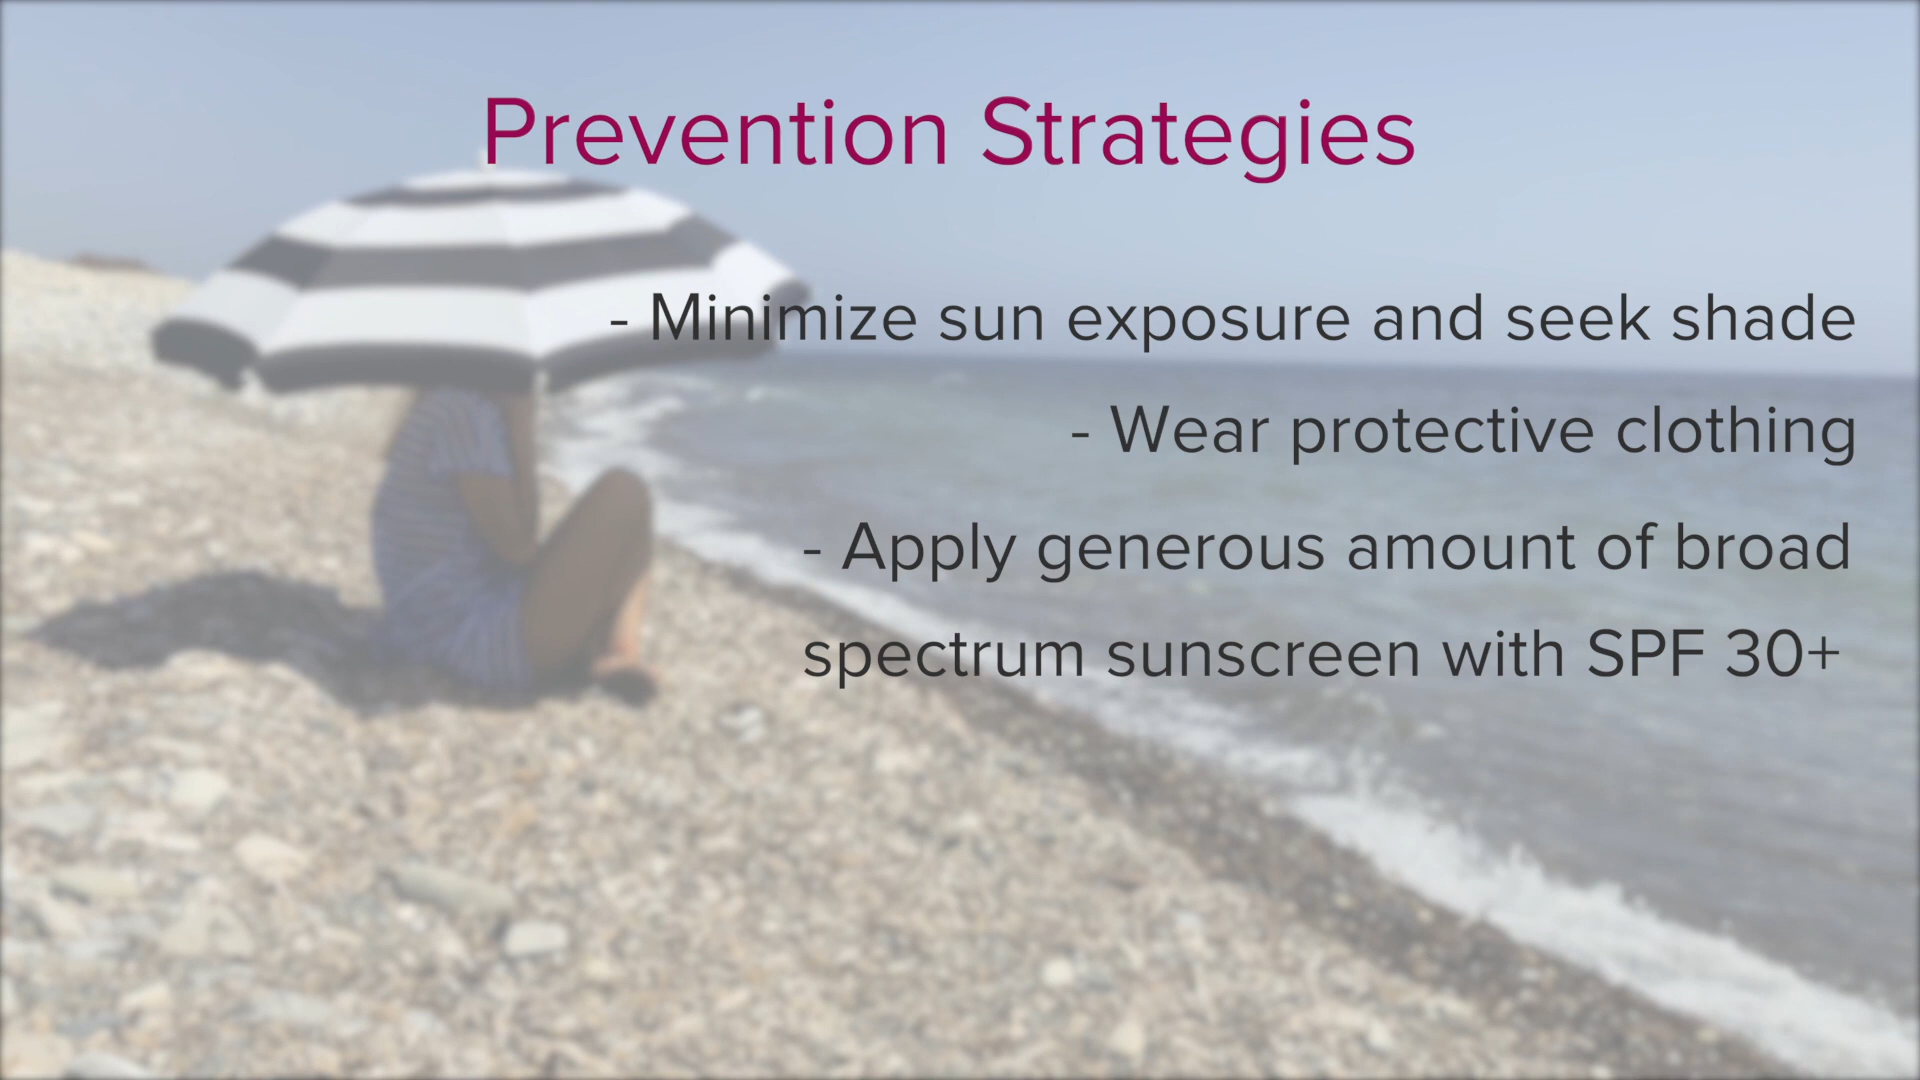 Prevention Strategies
- Minimize sun exposure and seek shade
- Wear protective clothing
- Apply generous amount of broad
spectrum sunscreen with SPF 30+